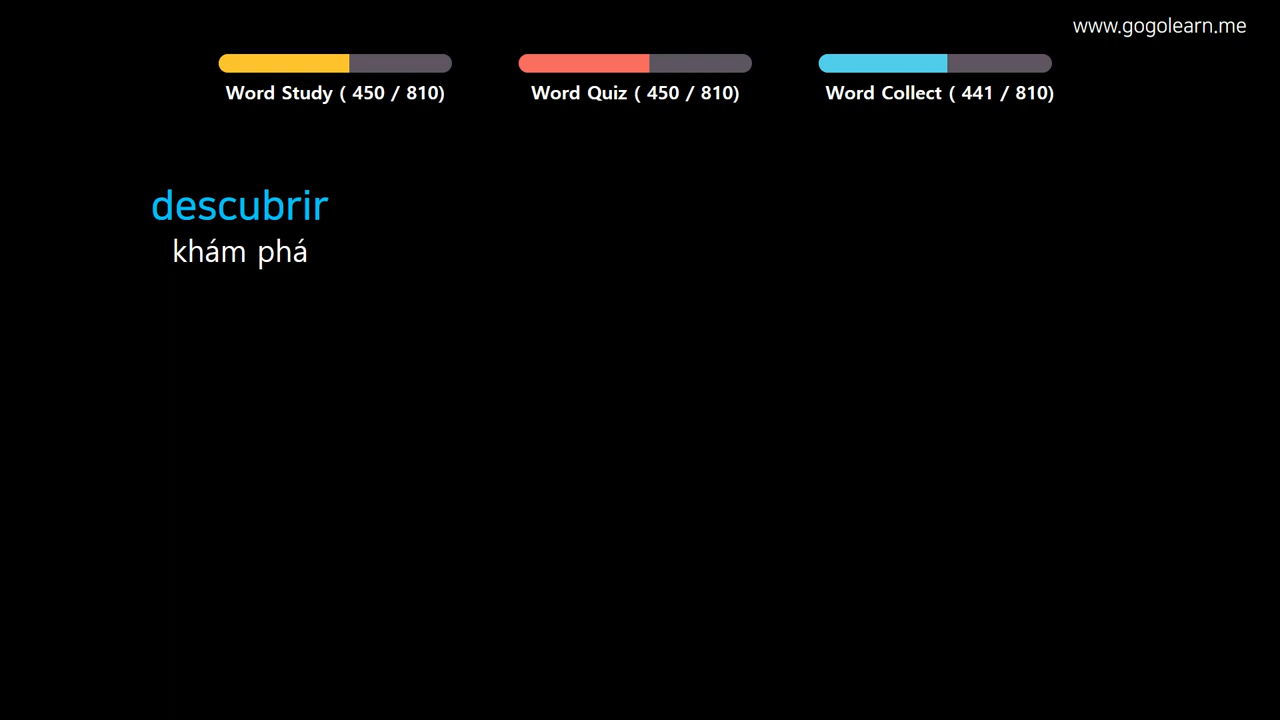 www.gogolearn.me
Word Study ( 450 / 810)
Word Quiz ( 450 / 810)
Word Collect ( 441 / 810)
descubrir
khám phá